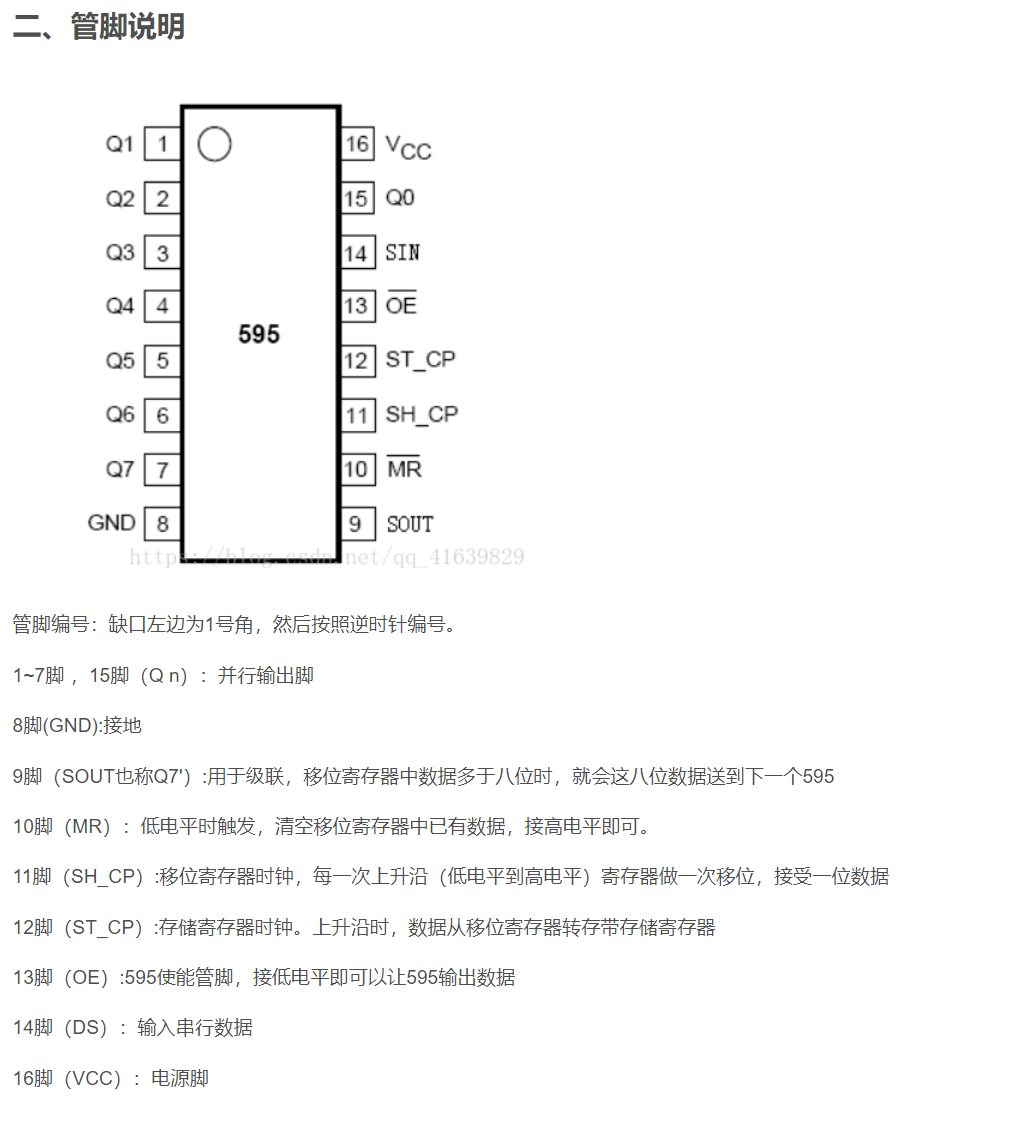 二、管脚说明
Q1 1 16 VCC
Q2 2 15 Q0
Q3 3 14 SIN
Q4 4 13 OE
595
Q5 5 12 ST_CP
Q6 6 11 SH_CP
Q7 7 10 MR
GND 8 9 SOUT
https://blog.csdn.net/qq_41639829
管脚编号：缺口左边为1号角，然后按照逆时针编号。
1~7脚 ，15脚（Q n）：并行输出脚
8脚(GND):接地
9脚（SOUT也称Q7'）:用于级联，移位寄存器中数据多于八位时，就会这八位数据送到下一个595
10脚（MR）：低电平时触发，清空移位寄存器中已有数据，接高电平即可。
11脚（SH_CP）:移位寄存器时钟，每一次上升沿（低电平到高电平）寄存器做一次移位，接受一位数据
12脚（ST_CP）:存储寄存器时钟。上升沿时，数据从移位寄存器转存带存储寄存器
13脚（OE）:595使能管脚，接低电平即可以让595输出数据
14脚（DS）：输入串行数据
16脚（VCC）：电源脚